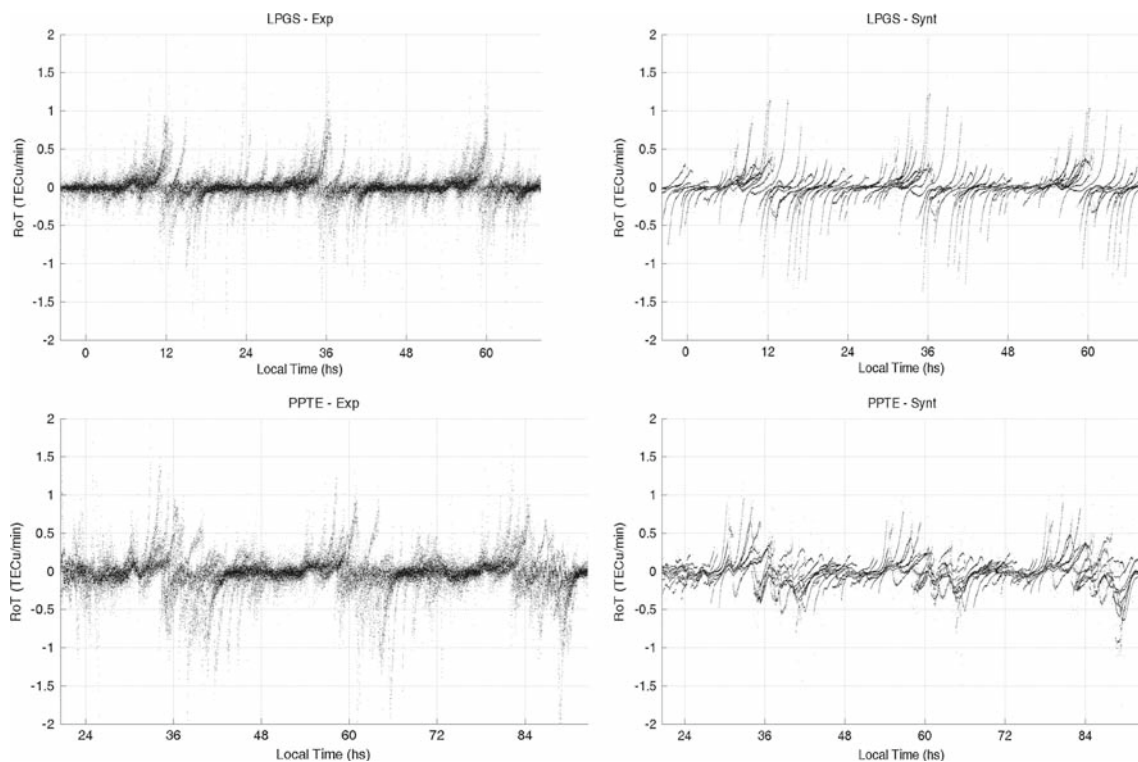 LPGS - Exp
2
1.5
1
0.5
0
-0.5
-1
-1.5
-2
RoT (TECu/min)
0 12 24 36 48 60
Local Time (hs)
LPGS - Synt
2
1.5
1
0.5
0
-0.5
-1
-1.5
-2
RoT (TECu/min)
0 12 24 36 48 60
Local Time (hs)
PPTE - Exp
2
1.5
1
0.5
0
-0.5
-1
-1.5
-2
RoT (TECu/min)
24 36 48 60 72 84
Local Time (hs)
PPTE - Synt
2
1.5
1
0.5
0
-0.5
-1
-1.5
-2
RoT (TECu/min)
24 36 48 60 72 84
Local Time (hs)